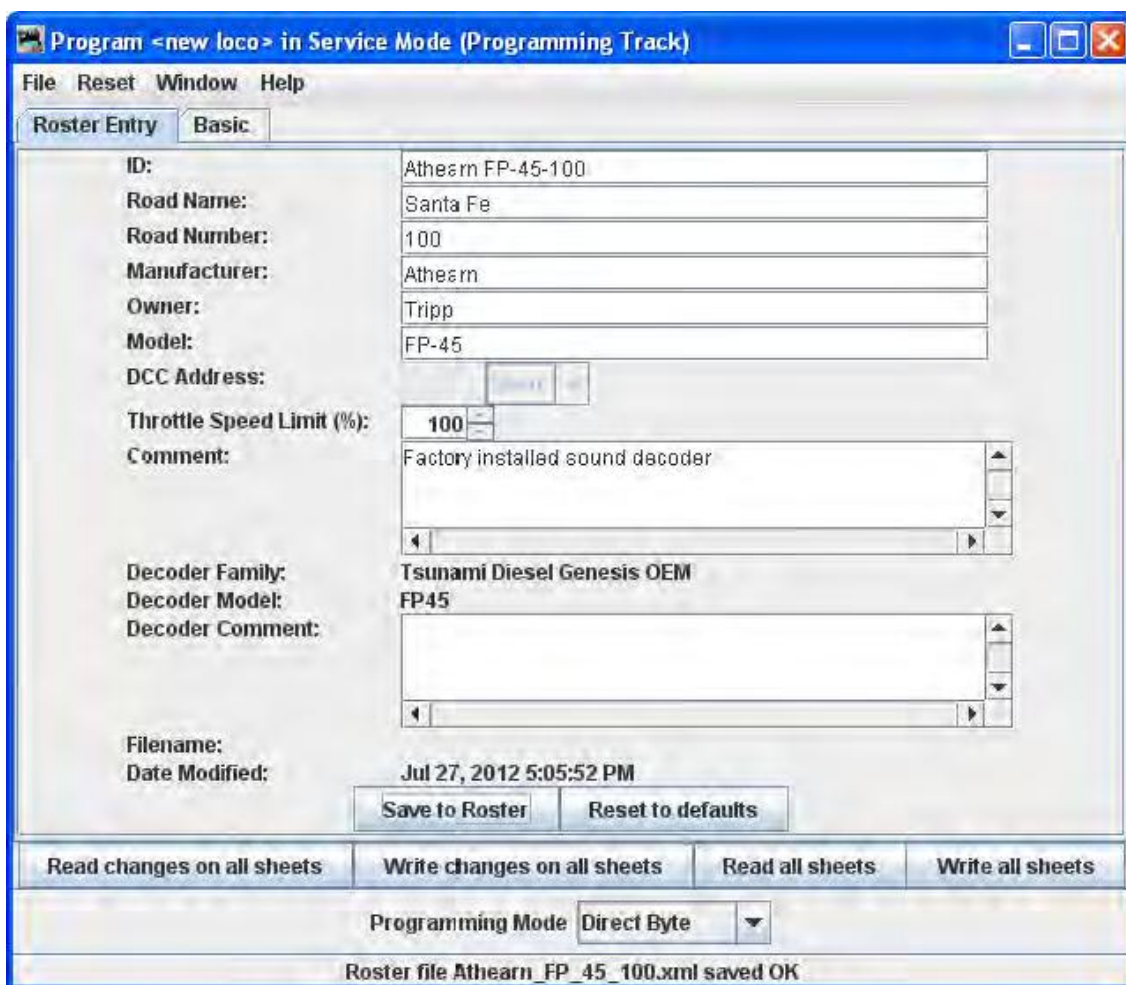 Program <new loco> in Service Mode (Programming Track)
File Reset Window Help
Roster Entry Basic
ID: Athearn FP-45-100
Road Name: Santa Fe
Road Number: 100
Manufacturer: Athearn
Owner: Tripp
Model: FP-45
DCC Address:
Throttle Speed Limit (%): 100
Comment: Factory installed sound decoder
Decoder Family: Tsunami Diesel Genesis OEM
Decoder Model: FP45
Decoder Comment:
Filename:
Date Modified: Jul 27, 2012 5:05:52 PM
Save to Roster Reset to defaults
Read changes on all sheets Write changes on all sheets Read all sheets Write all sheets
Programming Mode Direct Byte
Roster file Athearn_FP_45_100.xml saved OK